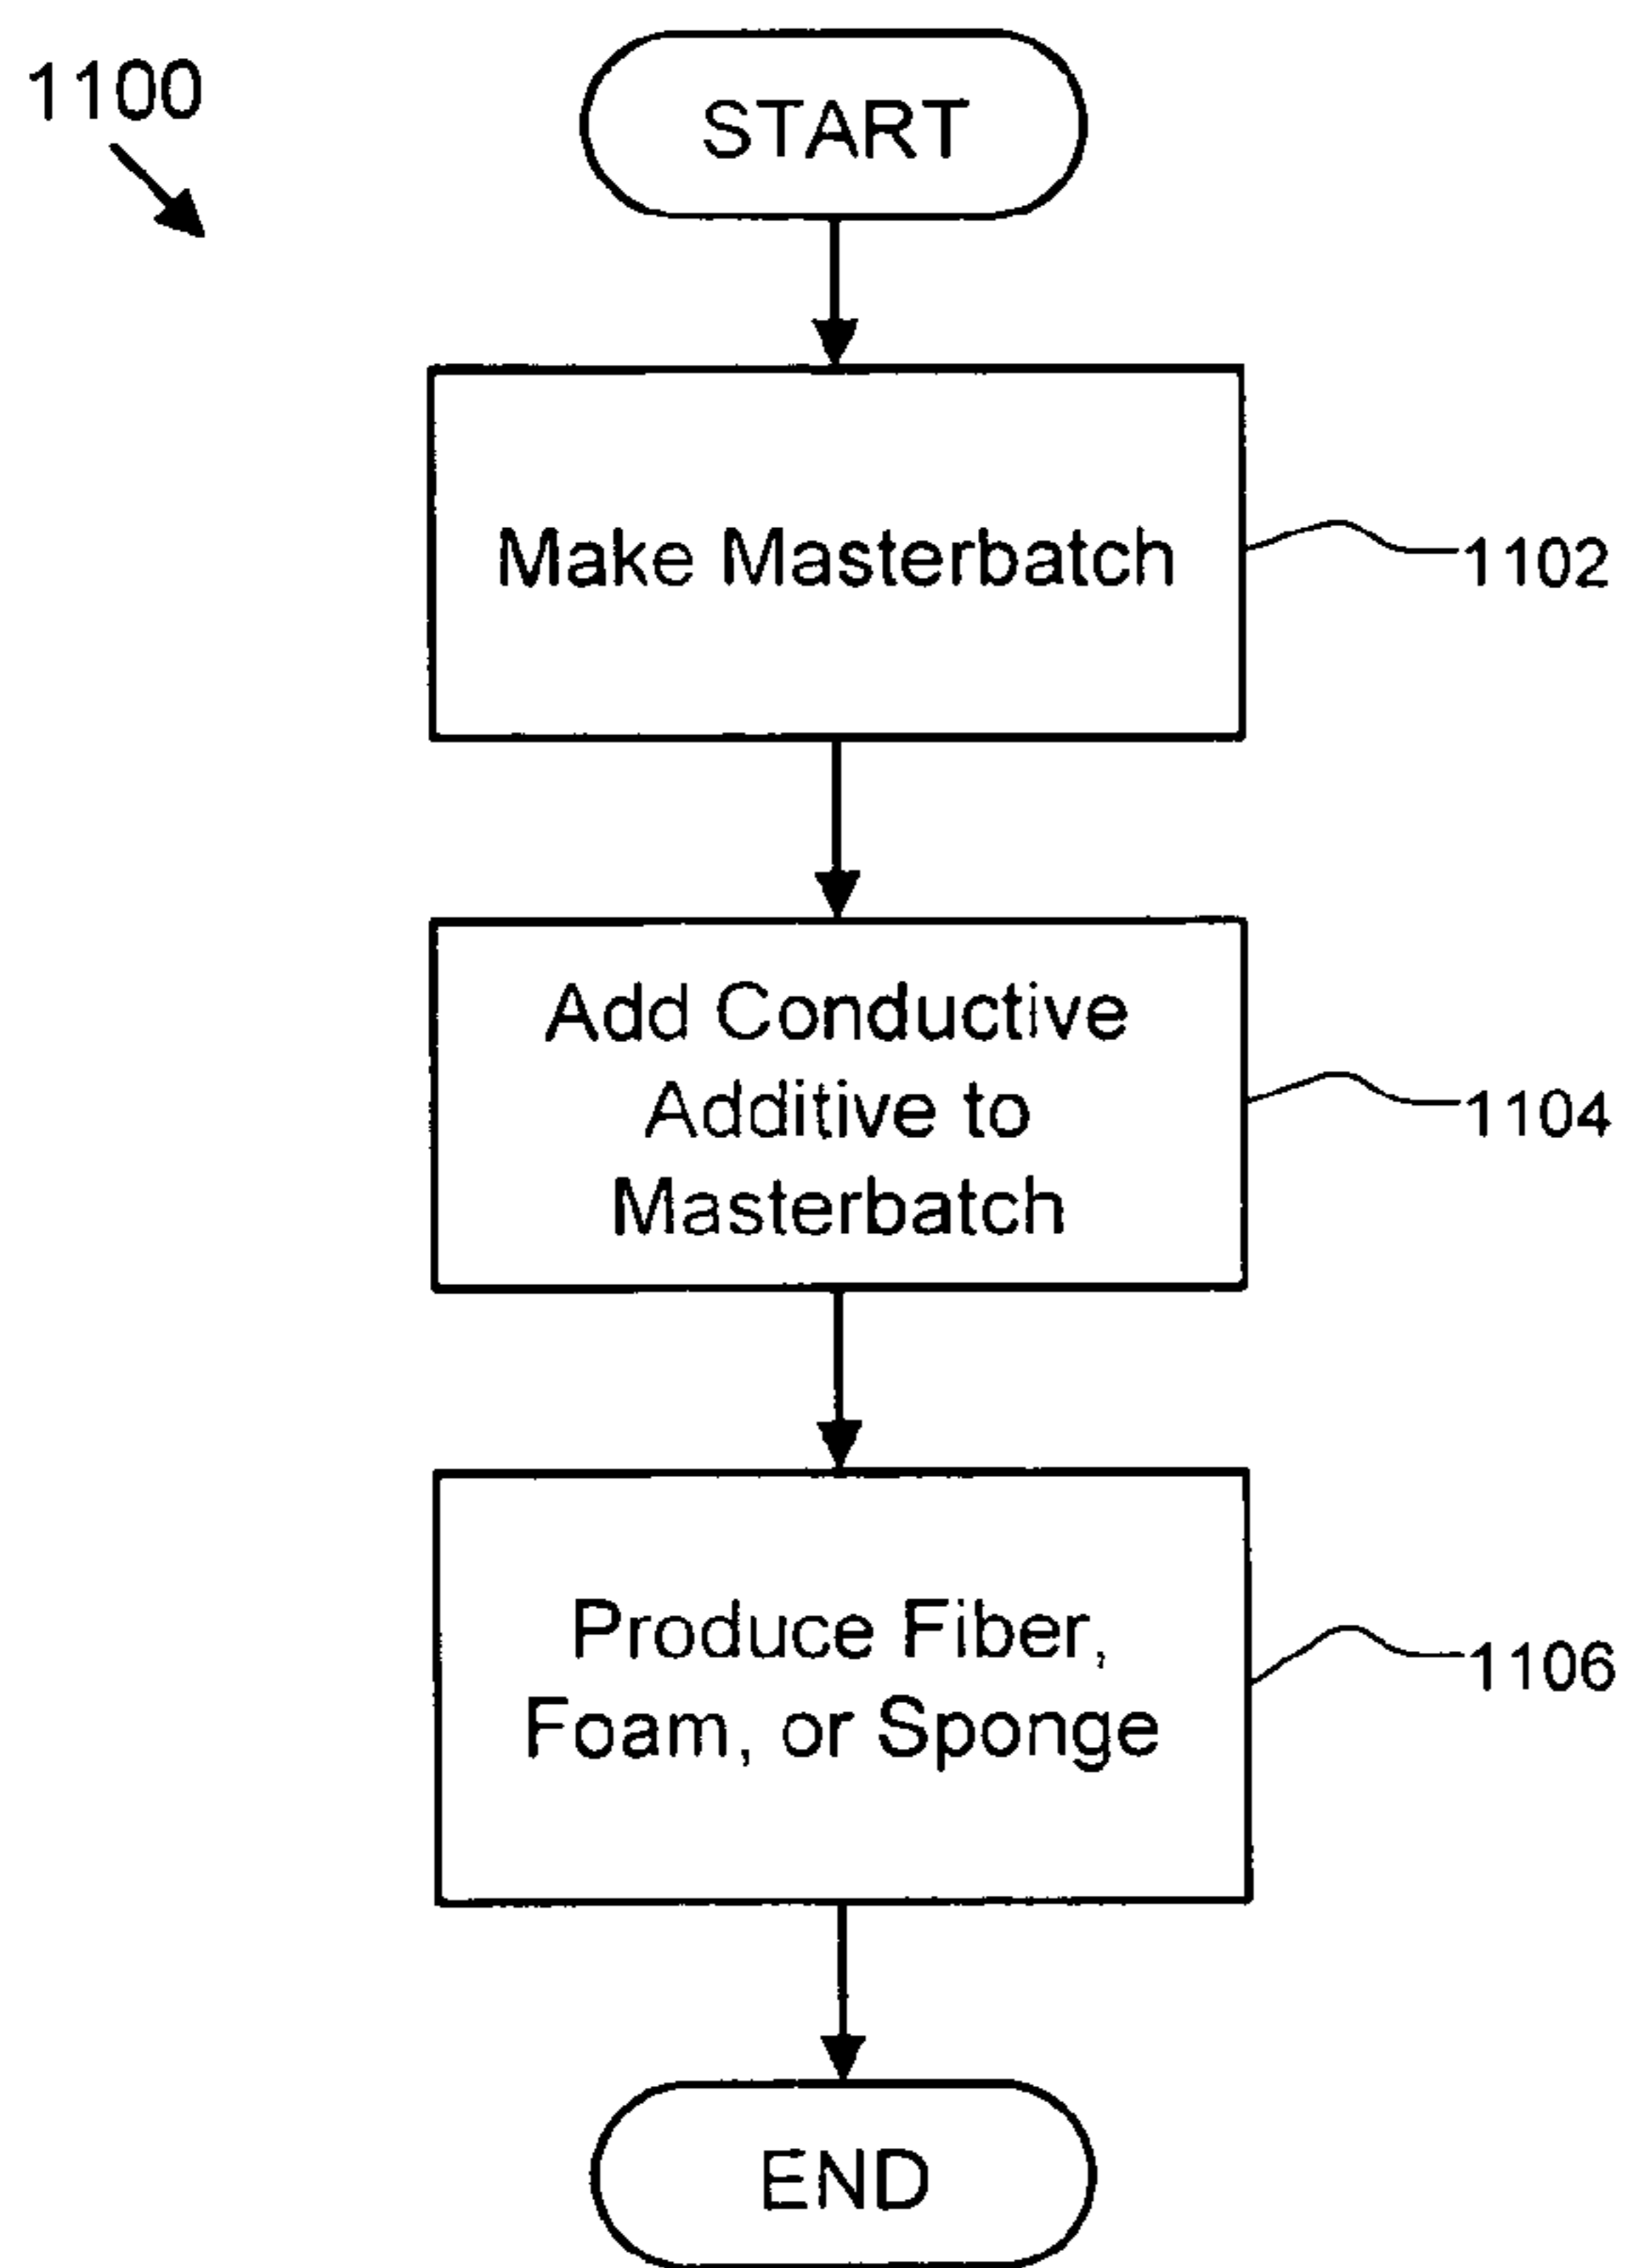 1100
START
Make Masterbatch
1102
Add Conductive
Additive to
Masterbatch
1104
Produce Fiber,
Foam, or Sponge
1106
END